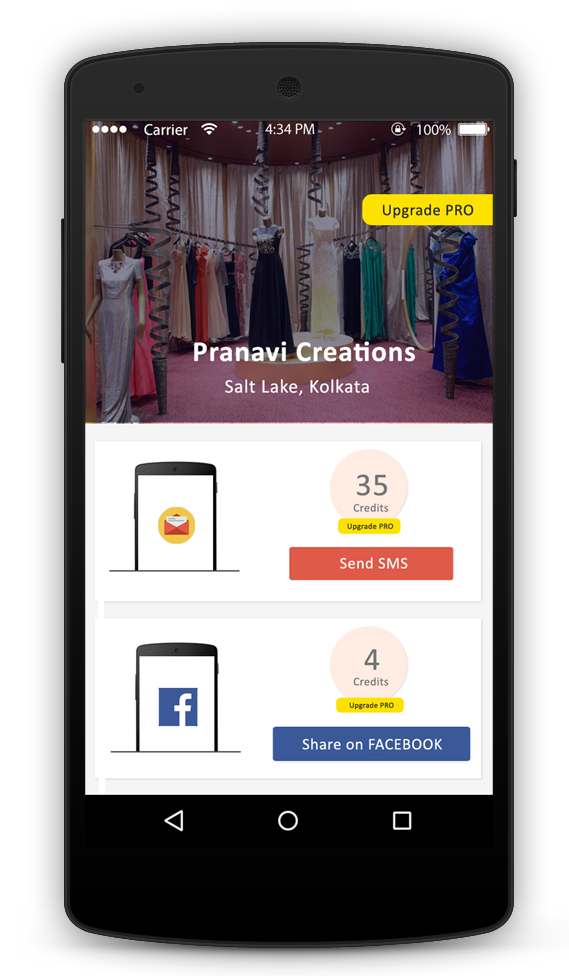 Carrier 4:34 PM 100%
Upgrade PRO
Pranavi Creations
Salt Lake, Kolkata
35
Credits
Upgrade PRO
Send SMS
4
Credits
Upgrade PRO
Share on FACEBOOK